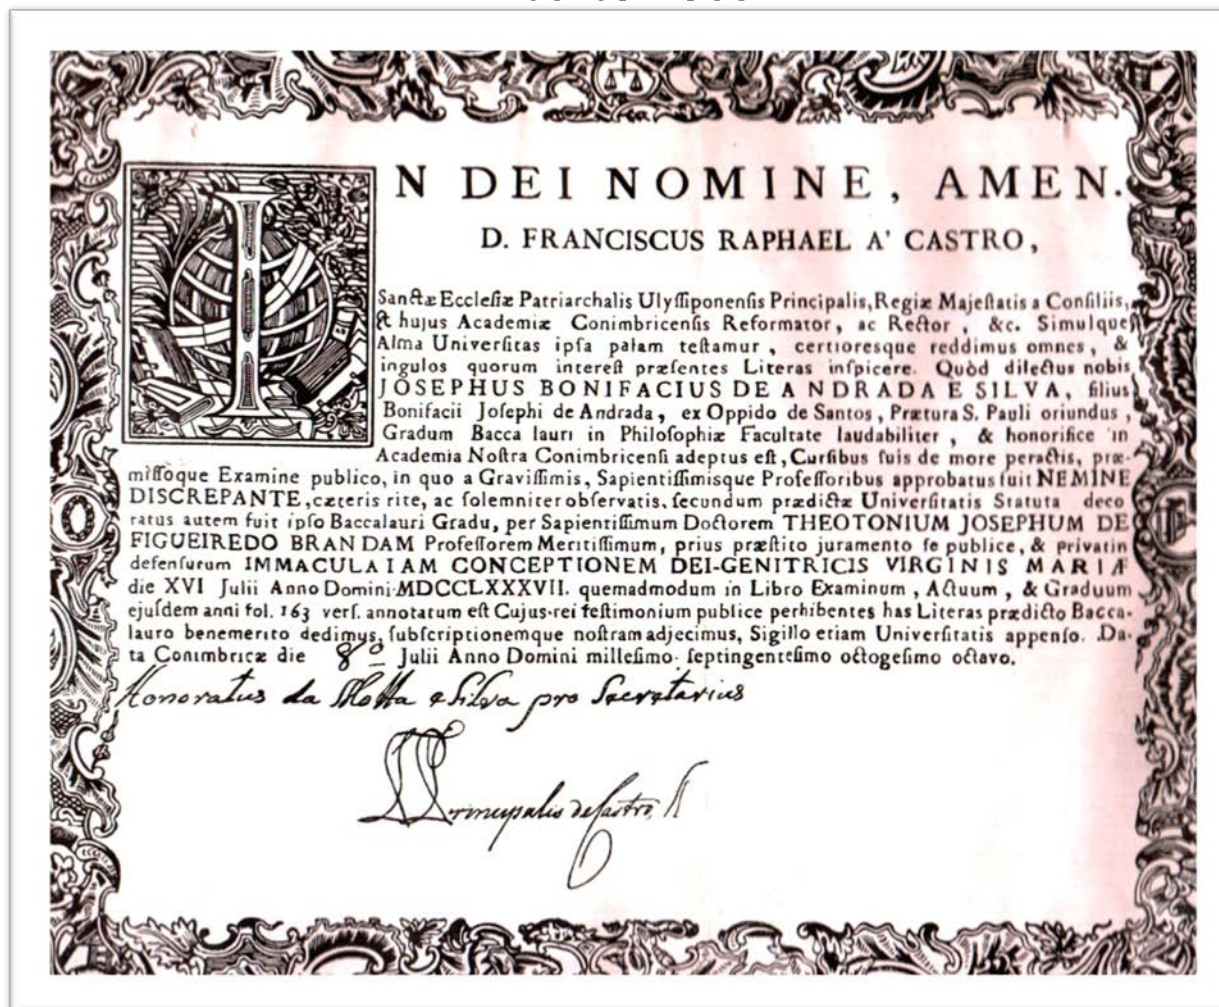 IN DEI NOMINE, AMEN.
D. FRANCISCUS RAPHAEL A' CASTRO,
Sanctæ Ecclesiæ Patriarchalis Ulyſſiponenſis Principalis, Regiæ Majeſtatis a Conſiliis,
& hujus Academiæ Conimbricenſis Reformator, ac Rector, &c. Simulque
Alma Univerſitas ipſa palam teſtamur, certioresque reddimus omnes, &
ingulos quorum intereſt præſentes Literas inſpicere. Quòd dilectus nobis
JOSEPHUS BONIFACIUS DE ANDRADA E SILVA, filius
Bonifacii Joſephi de Andrada, ex Oppido de Santos, Prætura S. Pauli oriundus,
Gradum Bacca lauri in Philoſophiæ Facultate laudabiliter, & honorifice in
Academia Noſtra Conimbricenſi adeptus eſt, Curſibus ſuis de more peractis, præ-
miſſòque Examine publico, in quo a Graviſſimis, Sapientiſſimisque Profeſſoribus approbatus fuit NEMINE
DISCREPANTE, cæteris rite, ac ſolemniter obſervatis, ſecundum prædictæ Univerſitatis Statuta deco
ratus autem fuit ipſo Baccalauri Gradu, per Sapientiſſimum Doctorem THEOTONIUM JOSEPHUM DE
FIGUEIREDO BRANDAM Profeſſorem Meritiſſimum, prius præſtito juramento ſe publice, & privatin
defenſurum IMMACULATAM CONCEPTIONEM DEI-GENITRICIS VIRGINIS MARIÆ
die XVI Julii Anno Domini MDCCLXXXVII. quemadmodum in Libro Examinum, Actuum, & Graduum
ejuſdem anni fol. 163 verſ. annotatum eſt Cujus rei teſtimonium publice perhibentes has Literas prædicto Bacca-
lauro benemerito dedimus, ſubſcriptionemque noſtram adjecimus, Sigillo etiam Univerſitatis appenſo. Da-
ta Conimbricæ die 8º Julii Anno Domini milleſimo ſeptingenteſimo octogeſimo octavo.
Honoratus da Motta e Silva pro Secretarius
Principalis de Castro, R